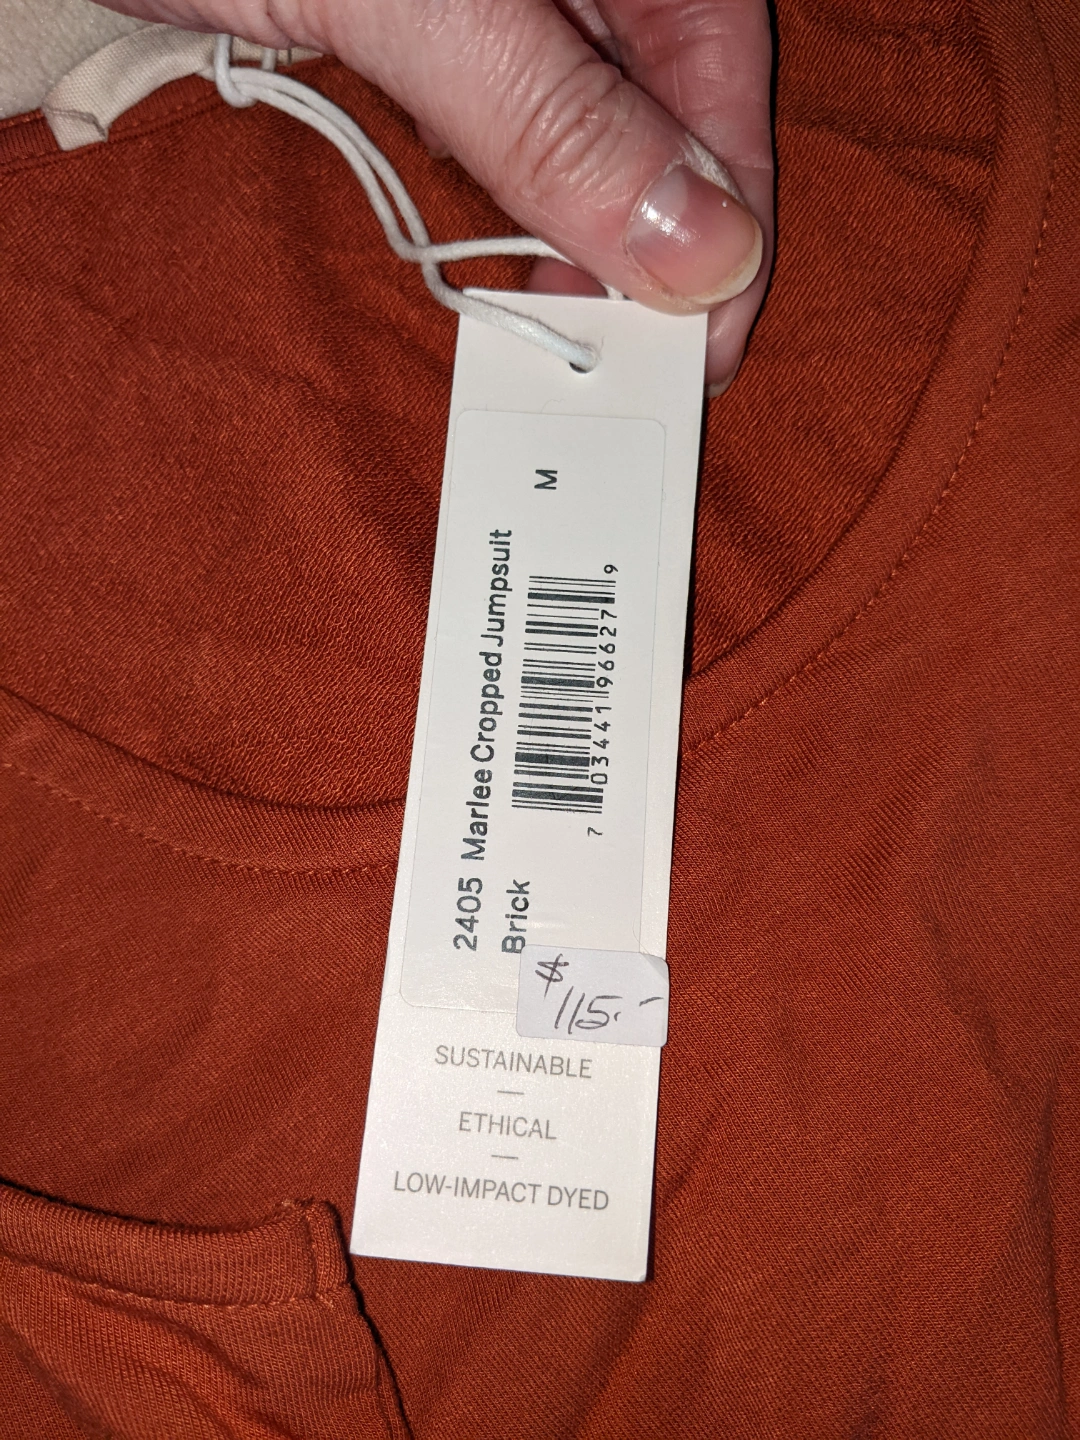 2405 Marlee Cropped Jumpsuit
Brick
M
7 03441 96627 9
$
115.-
SUSTAINABLE
—
ETHICAL
—
LOW-IMPACT DYED